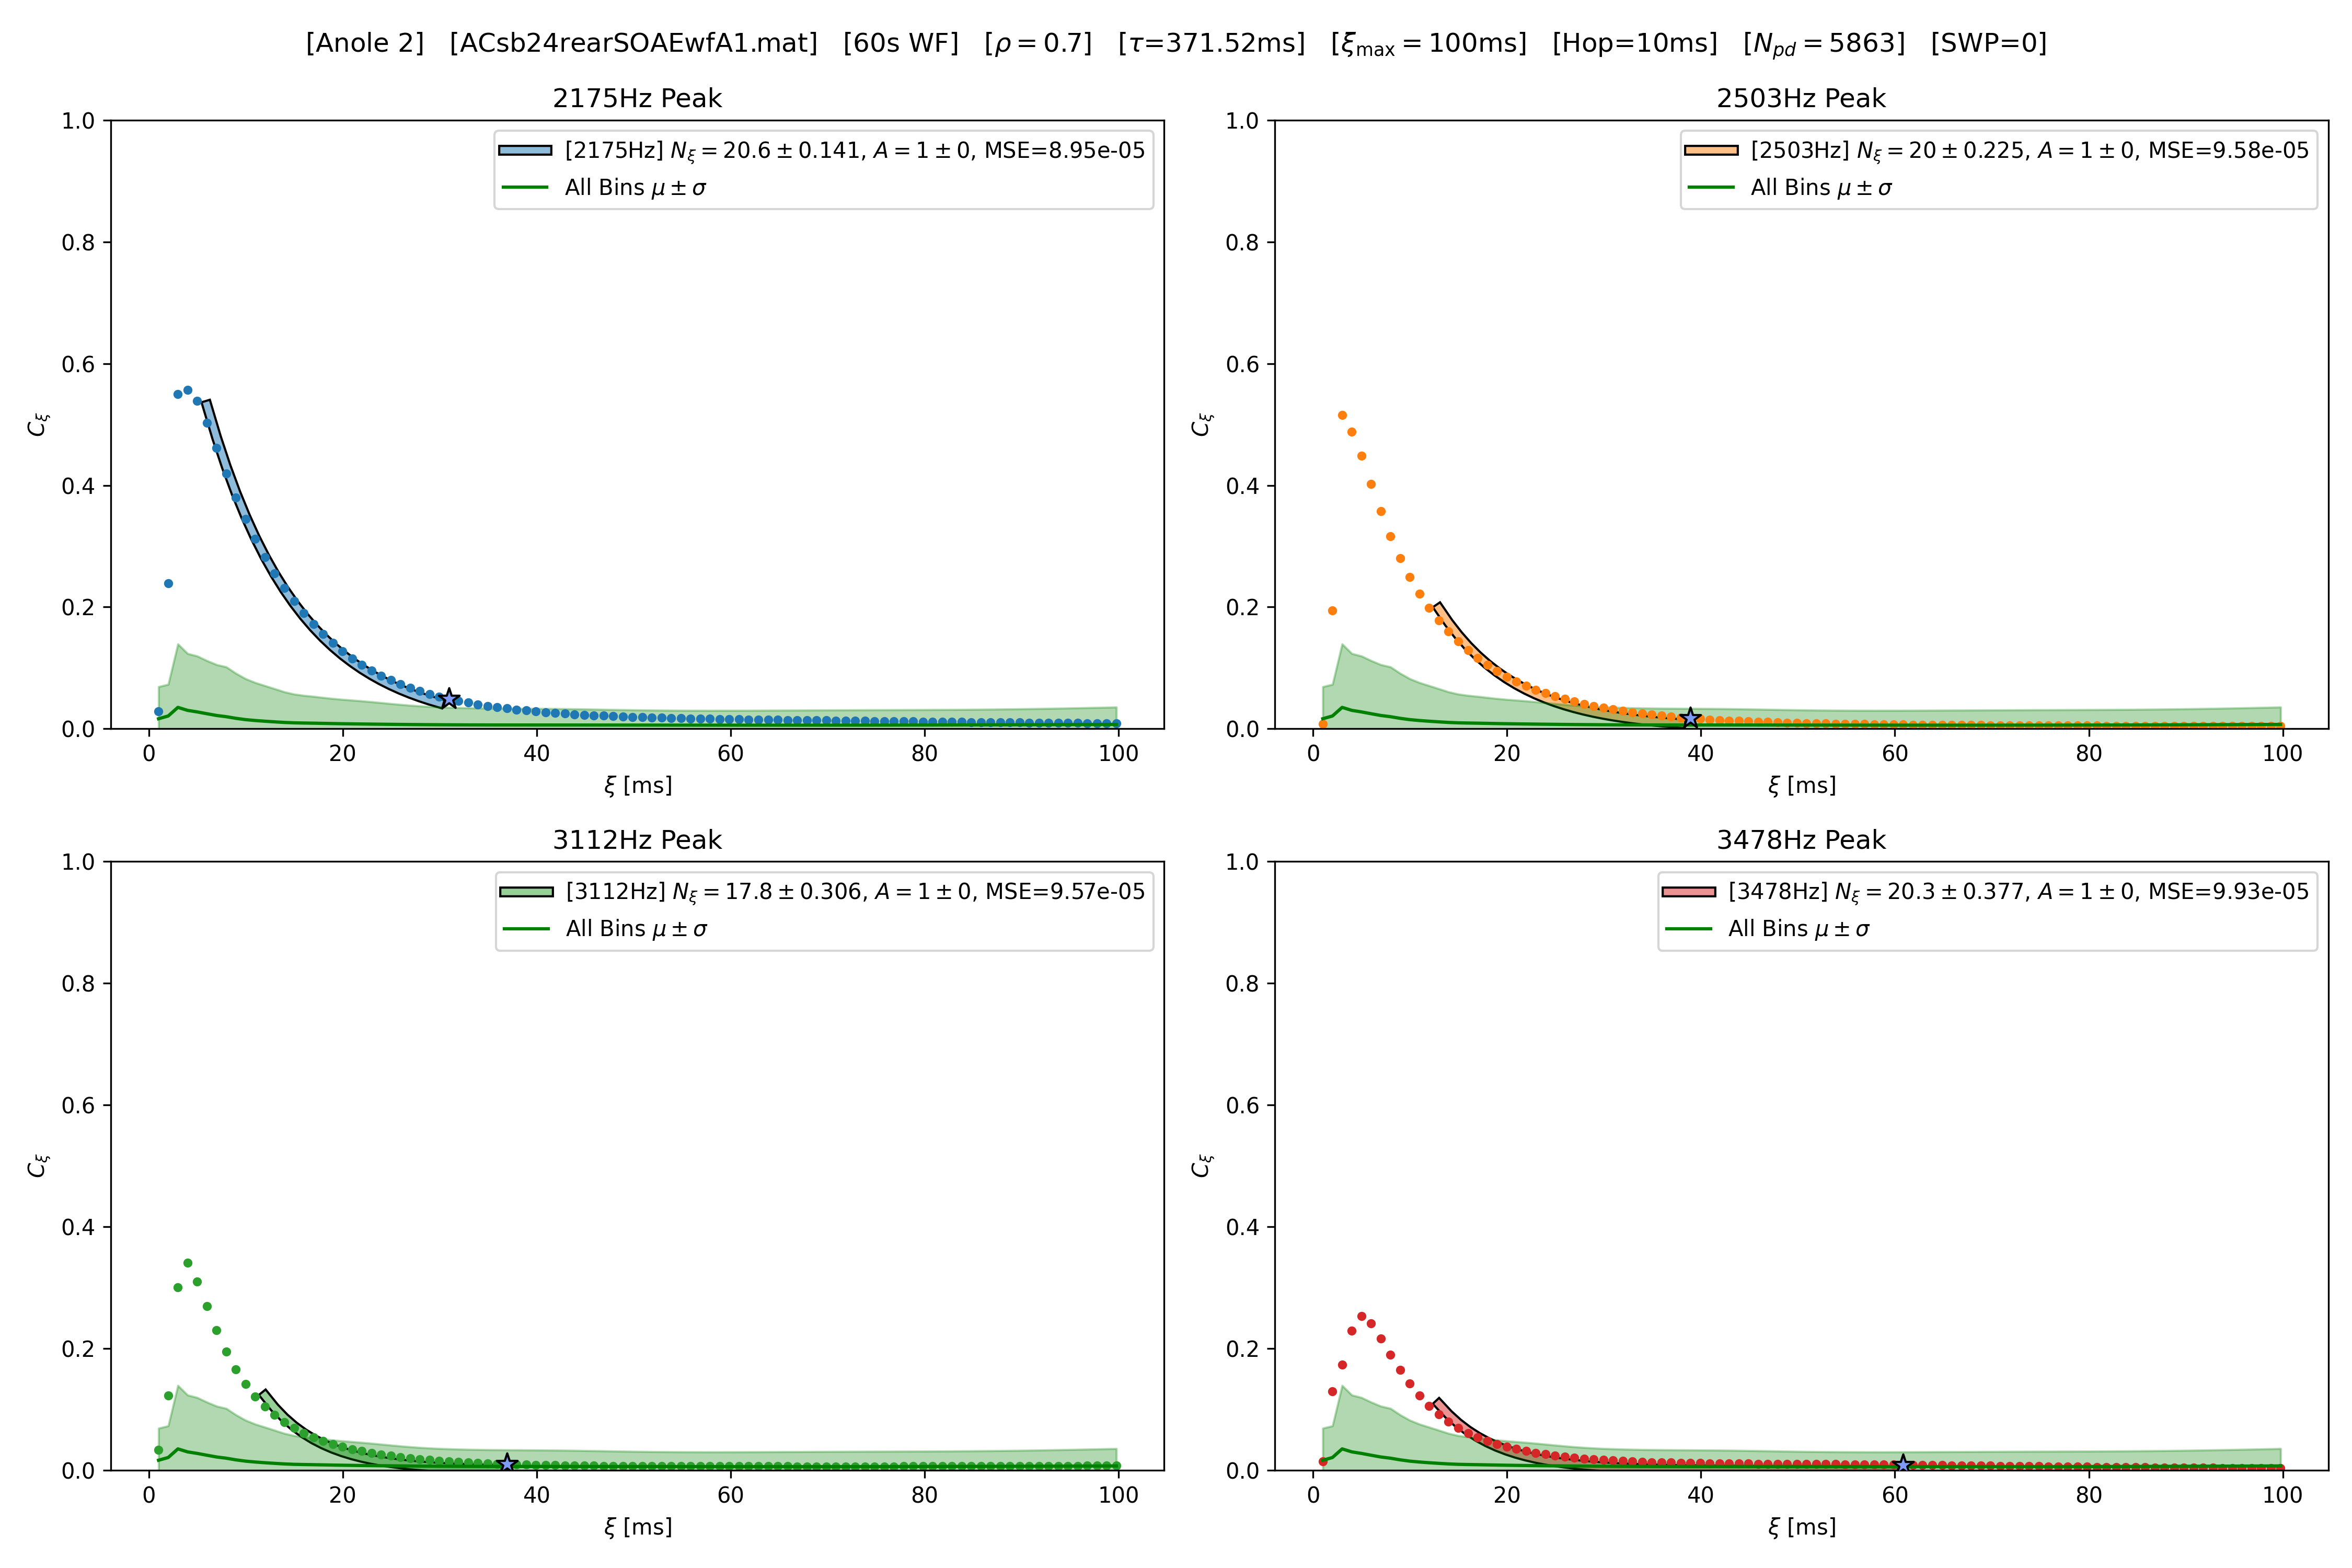 [Anole 2] [ACsb24rearSOAEwfA1.mat] [60s WF] [ρ = 0.7] [τ=371.52ms] [ξmax = 100ms] [Hop=10ms] [Npd = 5863] [SWP=0]
2175Hz Peak
[2175Hz] Nξ = 20.6 ± 0.141, A = 1 ± 0, MSE=8.95e-05
All Bins μ ± σ
1.0
0.8
0.6
0.4
0.2
0.0
Cξ
0 20 40 60 80 100
ξ [ms]
2503Hz Peak
[2503Hz] Nξ = 20 ± 0.225, A = 1 ± 0, MSE=9.58e-05
All Bins μ ± σ
1.0
0.8
0.6
0.4
0.2
0.0
Cξ
0 20 40 60 80 100
ξ [ms]
3112Hz Peak
[3112Hz] Nξ = 17.8 ± 0.306, A = 1 ± 0, MSE=9.57e-05
All Bins μ ± σ
1.0
0.8
0.6
0.4
0.2
0.0
Cξ
0 20 40 60 80 100
ξ [ms]
3478Hz Peak
[3478Hz] Nξ = 20.3 ± 0.377, A = 1 ± 0, MSE=9.93e-05
All Bins μ ± σ
1.0
0.8
0.6
0.4
0.2
0.0
Cξ
0 20 40 60 80 100
ξ [ms]